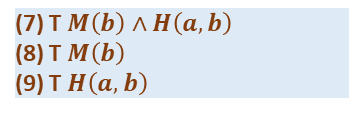 (7) T M(b) ∧ H(a, b)
(8) T M(b)
(9) T H(a, b)